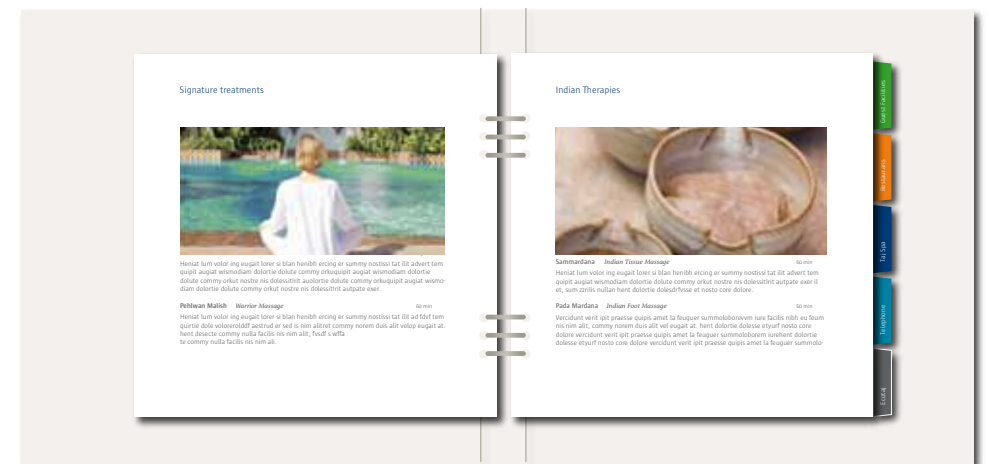 Signature treatments
Heniat lum volor ing eugait lorer si blan henibh ercing er summy nostissi tat ilit advert tem
quipit augiat wismodiam dolortie dolute commy orkuquipit augiat wismodiam dolortie
dolute commy orkut nostre nis dolessitirit auolortie dolute commy orkuquipit augiat wismo-
diam dolortie dolute commy orkut nostre nis dolessitirit autpate exer.
Pehlwan Malish Warrior Massage 60 min
Heniat lum volor ing eugait lorer si blan henibh ercing er summy nostissi tat ilit ad fdvf tem
quirtie dole volorerolddf aestrud er sed is nim alitret commy norem duis alit velop eugait at.
hent desecte commy nulla facilis nis nim alit, fvsdf s wffa
te commy nulla facilis nis nim ali.
Indian Therapies
Sammardana Indian Tissue Massage 60 min
Heniat lum volor ing eugait lorer si blan henibh ercing er summy nostissi tat ilit advert tem
quipit augiat wismodiam dolortie dolute commy orkut nostre nis dolessitirit autpate exer il
et, sum zzrilis nullan hent dolortie dolesdrfvsse et nosto core dolore.
Pada Mardana Indian Foot Massage 60 min
Vercidunt verit ipit praesse quipis amet la feuguer summoloborevvm iure facilis nibh eu feum
nis nim alit, commy norem duis alit vel eugait at. hent dolortie dolesse etyurf nosto core
dolore vercidunt verit ipit praesse quipis amet la feuguer summoloborem iurehent dolortie
dolesse etyurf nosto core dolore vercidunt verit ipit praesse quipis amet la feuguer summolo-
Guest Facilities
Restaurants
Taj Spa
Telephone
Ecotaj